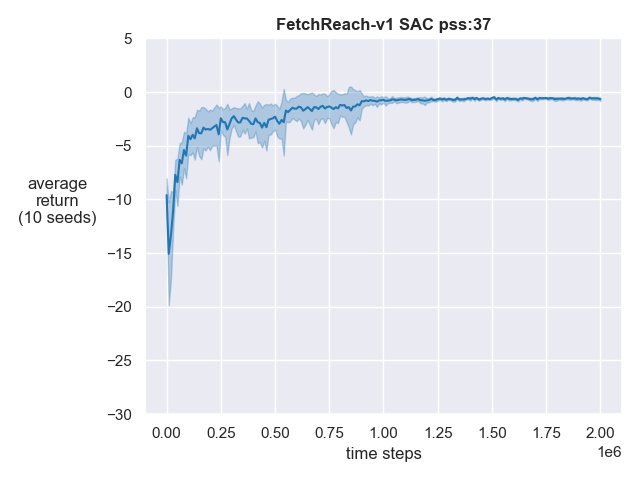 FetchReach-v1 SAC pss:37
5
0
−5
−10
−15
−20
−25
−30
average
return
(10 seeds)
0.00 0.25 0.50 0.75 1.00 1.25 1.50 1.75 2.00
1e6
time steps